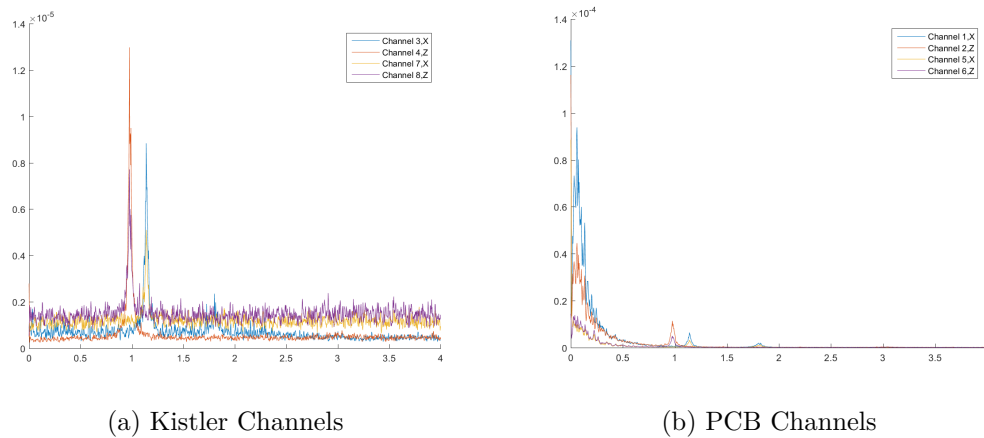 ×10⁻⁵
1.4
1.2
1
0.8
0.6
0.4
0.2
0
0 0.5 1 1.5 2 2.5 3 3.5 4
Channel 3,X
Channel 4,Z
Channel 7,X
Channel 8,Z
(a) Kistler Channels
×10⁻⁴
1.4
1.2
1
0.8
0.6
0.4
0.2
0
0 0.5 1 1.5 2 2.5 3 3.5
Channel 1,X
Channel 2,Z
Channel 5,X
Channel 6,Z
(b) PCB Channels